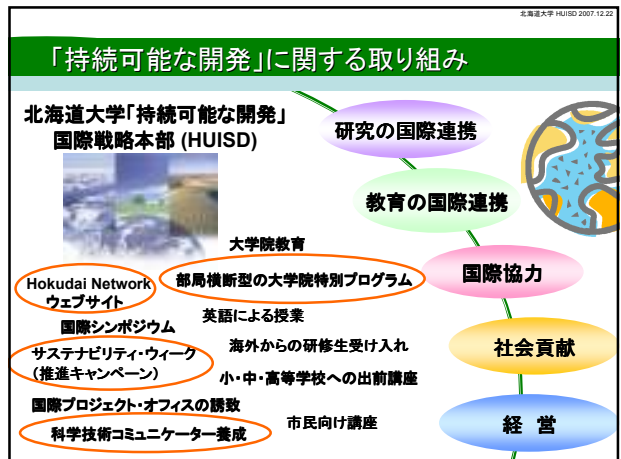 北海道大学 HUISD 2007.12.22
「持続可能な開発」に関する取り組み
北海道大学「持続可能な開発」
国際戦略本部 (HUISD)
研究の国際連携
教育の国際連携
大学院教育
国際協力
部局横断型の大学院特別プログラム
Hokudai Network
ウェブサイト
英語による授業
国際シンポジウム
海外からの研修生受け入れ
社会貢献
サステナビリティ・ウィーク
(推進キャンペーン)
小・中・高等学校への出前講座
国際プロジェクト・オフィスの誘致
市民向け講座
経 営
科学技術コミュニケーター養成